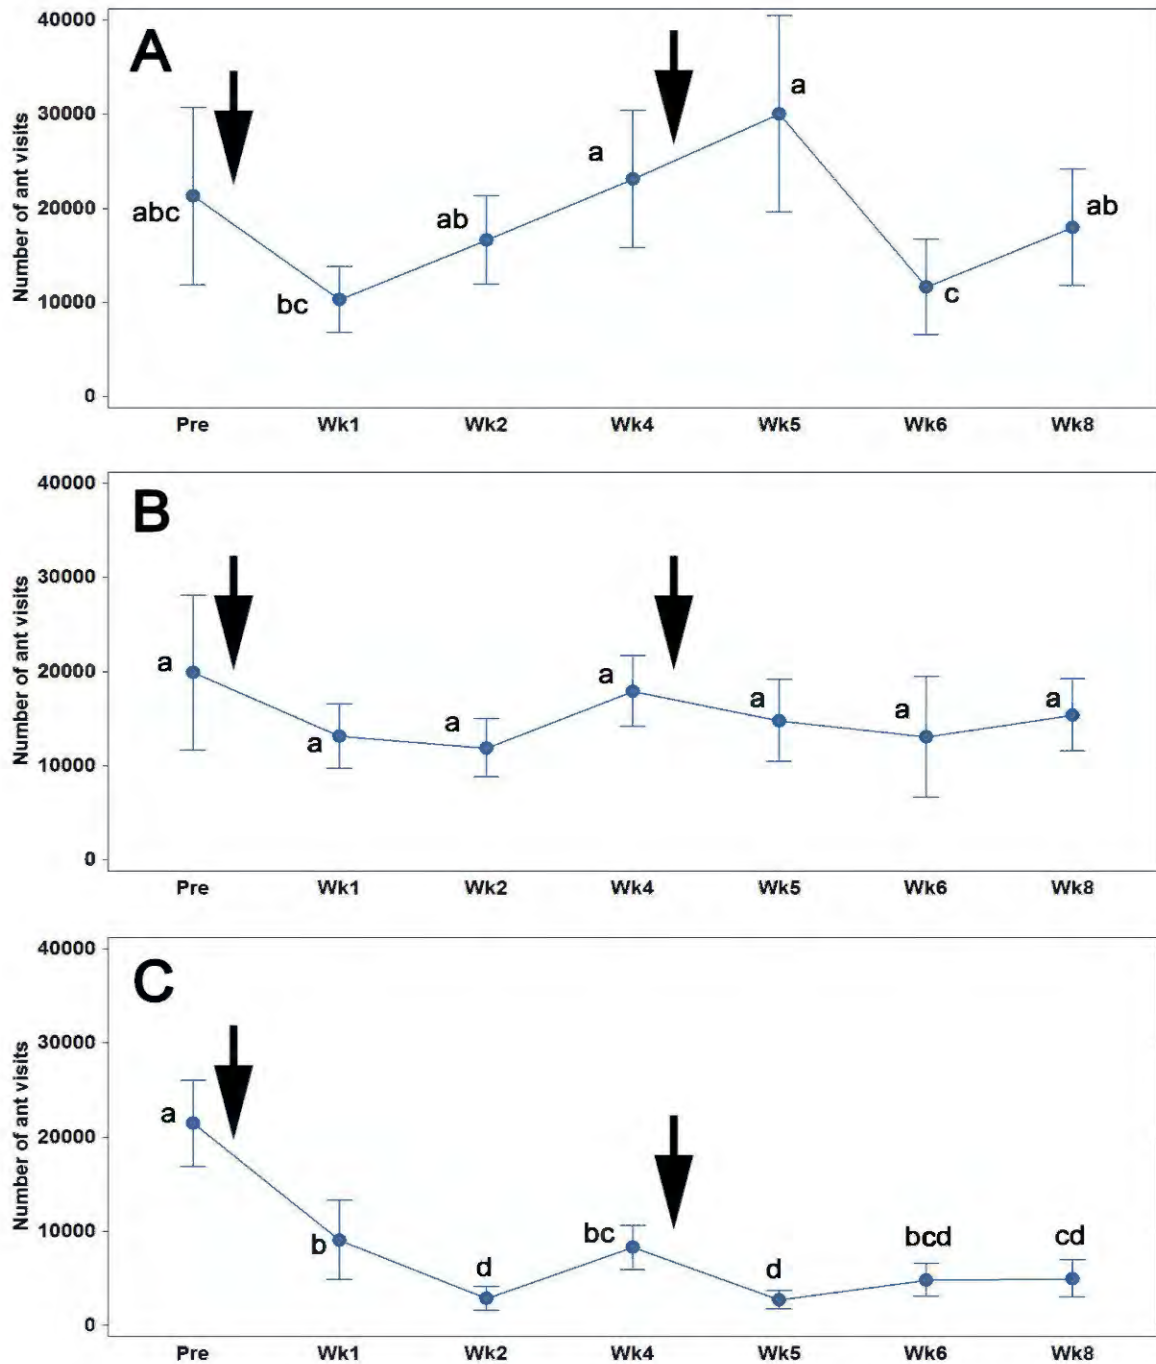 A
Number of ant visits
40000
30000
20000
10000
0
abc
bc
ab
a
a
c
ab
Pre Wk1 Wk2 Wk4 Wk5 Wk6 Wk8
B
Number of ant visits
40000
30000
20000
10000
0
a
a
a
a
a
a
a
Pre Wk1 Wk2 Wk4 Wk5 Wk6 Wk8
C
Number of ant visits
40000
30000
20000
10000
0
a
b
d
bc
d
bcd
cd
Pre Wk1 Wk2 Wk4 Wk5 Wk6 Wk8